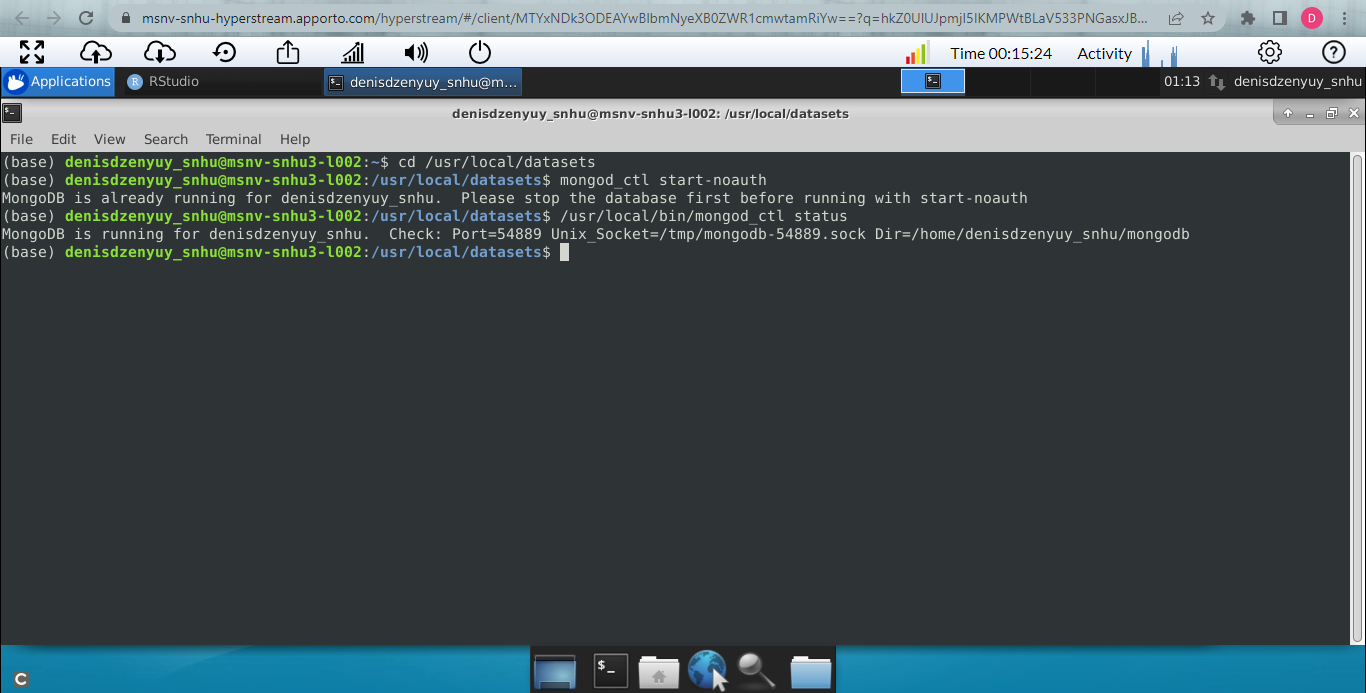 msnv-snhu-hyperstream.apporto.com/hyperstream/#/client/MTYxNDk3ODEAYwBlbmNyeXB0ZWR1cmwtamRiYw==?q=hkZ0UlUJpmjI5IKMPWtBLaV533PNGasxJB...
D
Time 00:15:24
Activity
Applications
RStudio
denisdzenyuy_snhu@m...
01:13
denisdzenyuy_snhu
denisdzenyuy_snhu@msnv-snhu3-l002: /usr/local/datasets
File Edit View Search Terminal Help
(base) denisdzenyuy_snhu@msnv-snhu3-l002:~$ cd /usr/local/datasets
(base) denisdzenyuy_snhu@msnv-snhu3-l002:/usr/local/datasets$ mongod_ctl start-noauth
MongoDB is already running for denisdzenyuy_snhu.  Please stop the database first before running with start-noauth
(base) denisdzenyuy_snhu@msnv-snhu3-l002:/usr/local/datasets$ /usr/local/bin/mongod_ctl status
MongoDB is running for denisdzenyuy_snhu.  Check: Port=54889 Unix_Socket=/tmp/mongodb-54889.sock Dir=/home/denisdzenyuy_snhu/mongodb
(base) denisdzenyuy_snhu@msnv-snhu3-l002:/usr/local/datasets$
$_
C